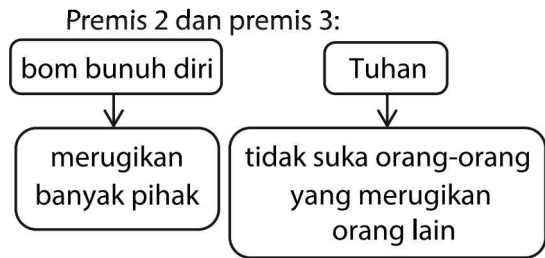 Premis 2 dan premis 3:
bom bunuh diri
merugikan
banyak pihak
Tuhan
tidak suka orang-orang
yang merugikan
orang lain